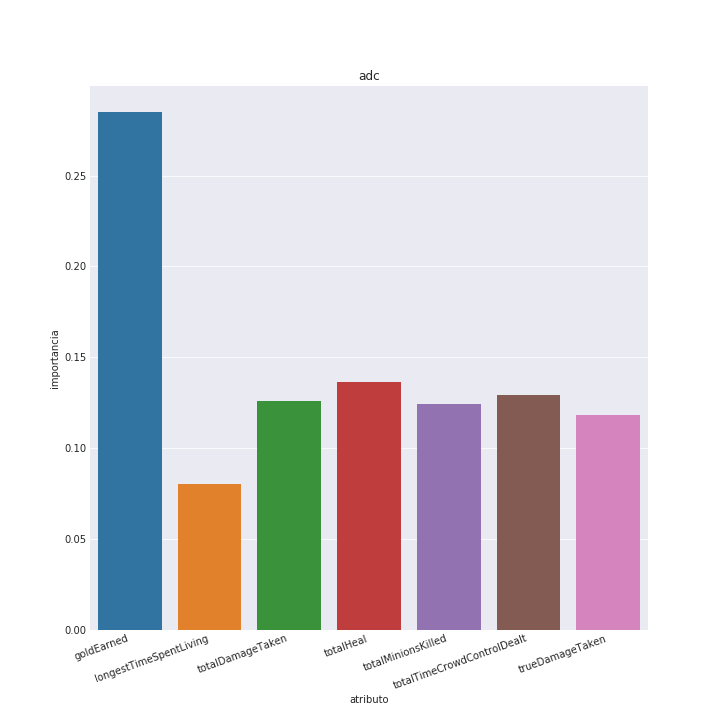 adc
importancia
0.25
0.20
0.15
0.10
0.05
0.00
goldEarned
longestTimeSpentLiving
totalDamageTaken
totalHeal
totalMinionsKilled
totalTimeCrowdControlDealt
trueDamageTaken
atributo